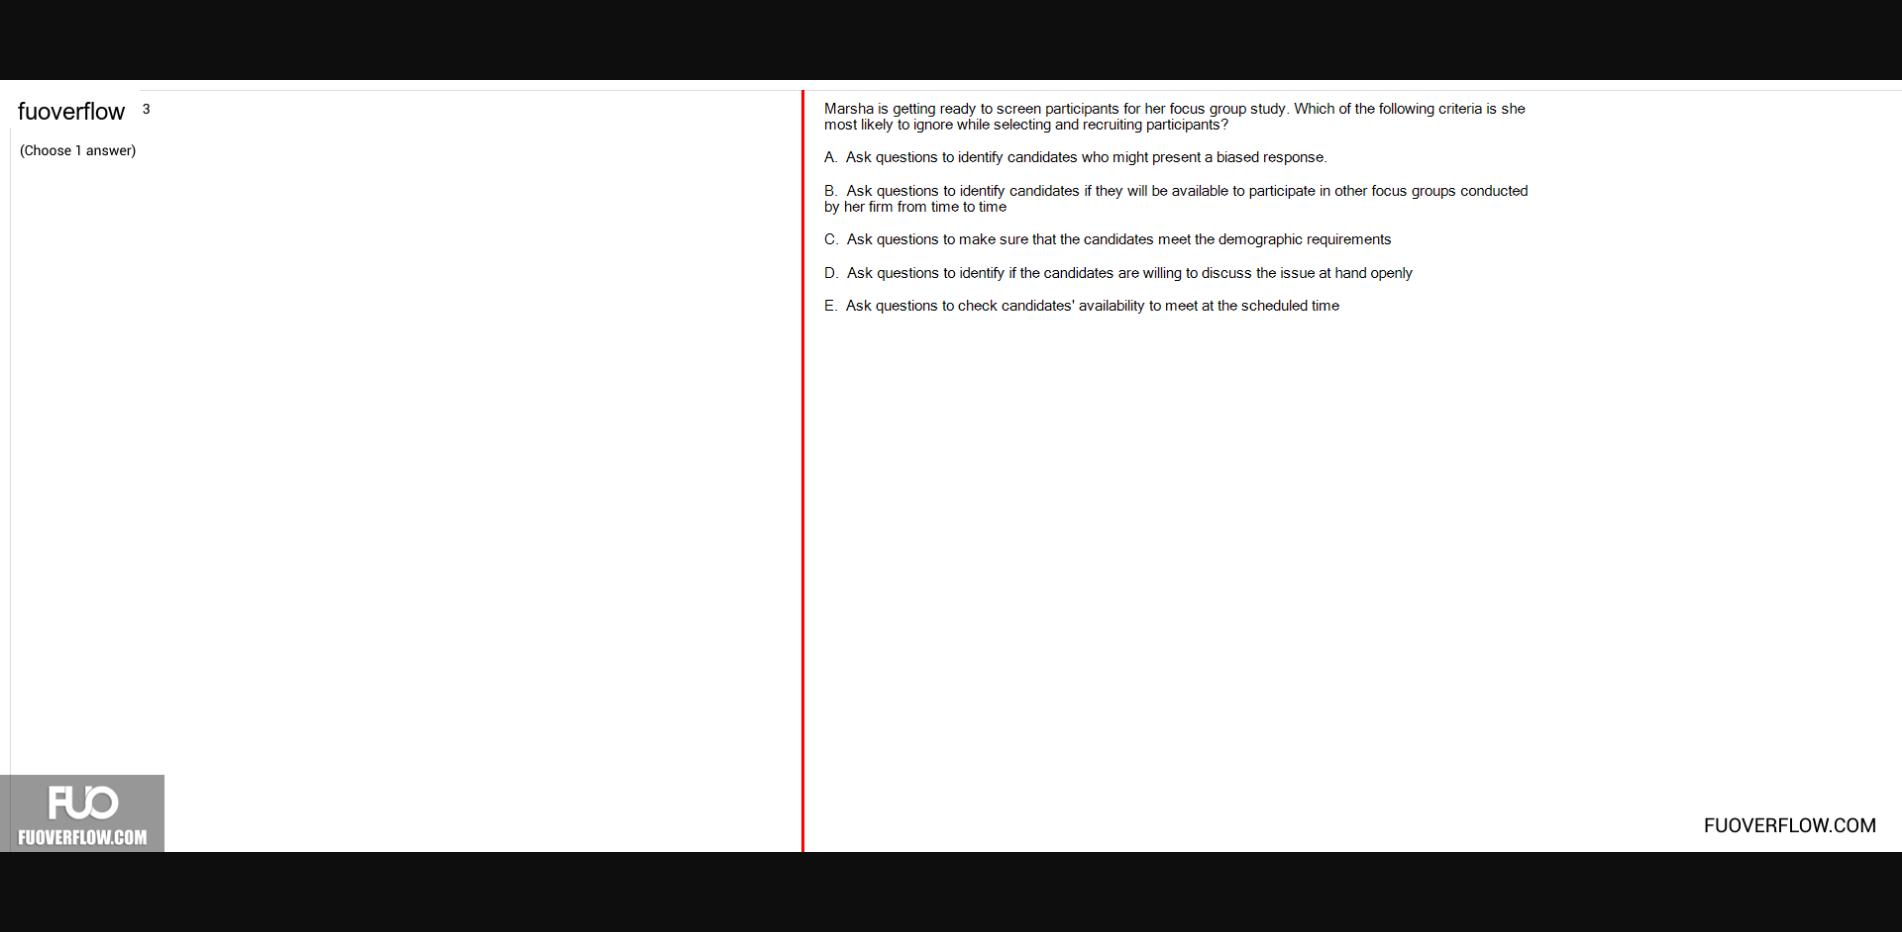 fuoverflow 3
(Choose 1 answer)
Marsha is getting ready to screen participants for her focus group study. Which of the following criteria is she
most likely to ignore while selecting and recruiting participants?
A. Ask questions to identify candidates who might present a biased response.
B. Ask questions to identify candidates if they will be available to participate in other focus groups conducted
by her firm from time to time
C. Ask questions to make sure that the candidates meet the demographic requirements
D. Ask questions to identify if the candidates are willing to discuss the issue at hand openly
E. Ask questions to check candidates' availability to meet at the scheduled time
FUO
FUOVERFLOW.COM
FUOVERFLOW.COM